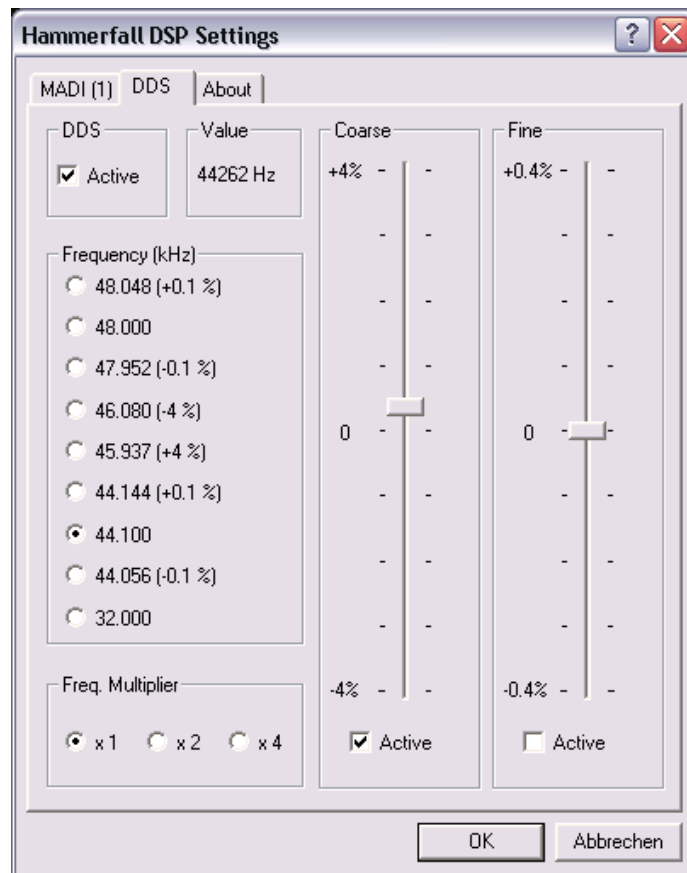 Hammerfall DSP Settings
MADI (1) DDS About
DDS
Active
Value
44262 Hz
Frequency (kHz)
48.048 (+0.1 %)
48.000
47.952 (-0.1 %)
46.080 (-4 %)
45.937 (+4 %)
44.144 (+0.1 %)
44.100
44.056 (-0.1 %)
32.000
Freq. Multiplier
x 1 x 2 x 4
Coarse
+4%
0
-4%
Active
Fine
+0.4%
0
-0.4%
Active
OK Abbrechen